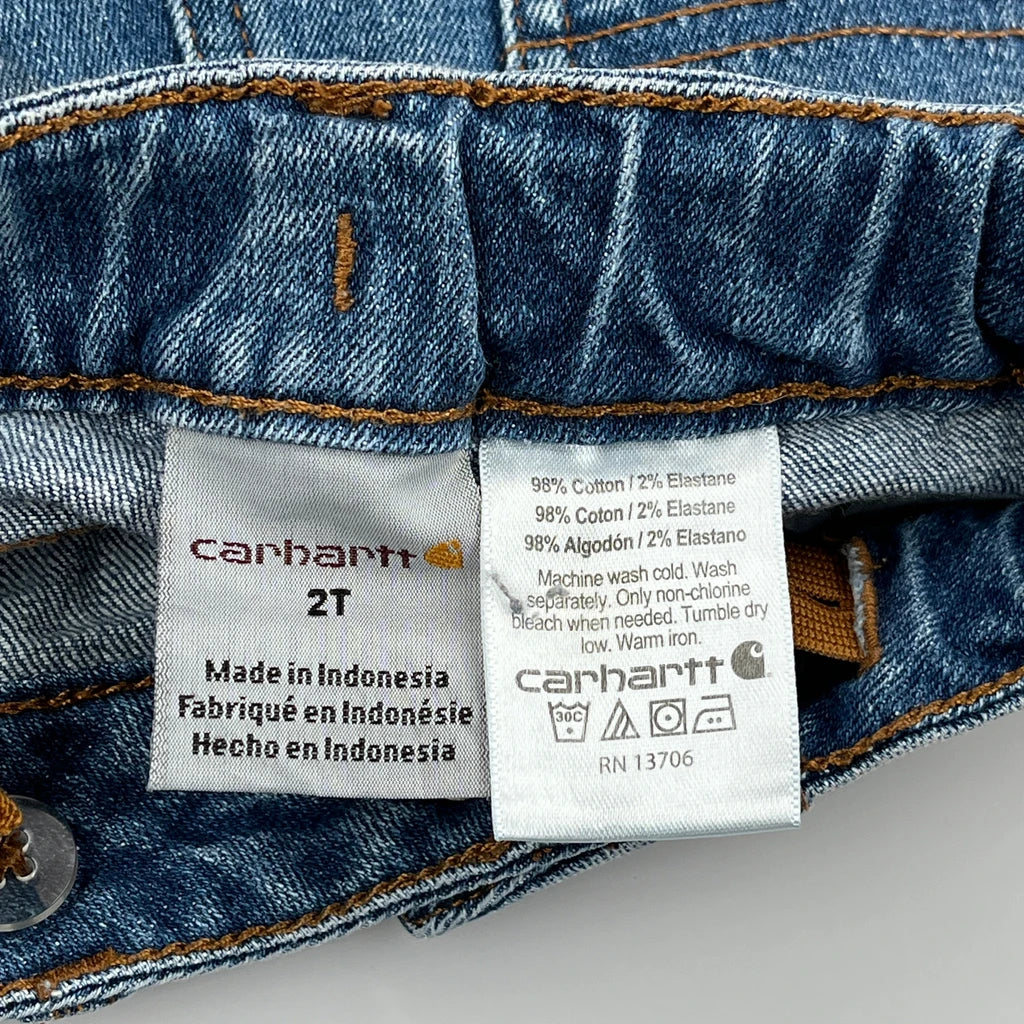 carhartt
2T
Made in Indonesia
Fabriqué en Indonésie
Hecho en Indonesia
98% Cotton / 2% Elastane
98% Coton / 2% Elastane
98% Algodón / 2% Elastano
Machine wash cold. Wash
separately. Only non-chlorine
bleach when needed. Tumble dry
low. Warm iron.
carhartt
30C
RN 13706